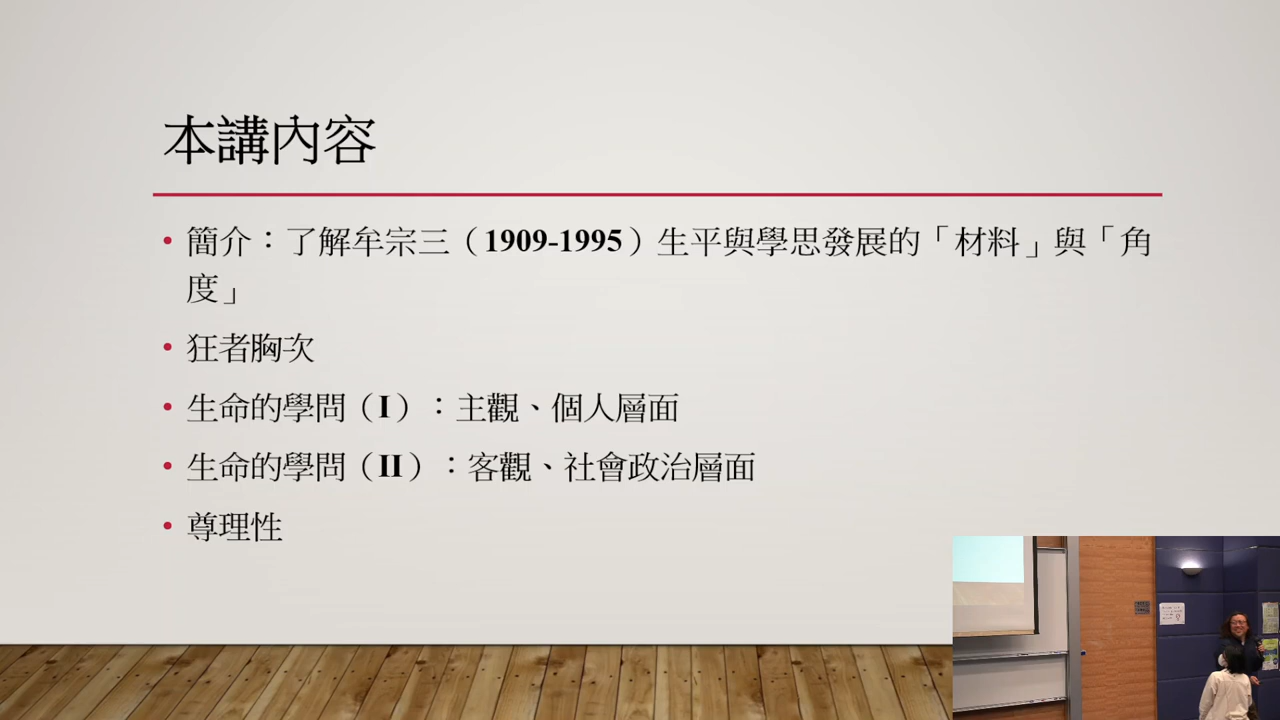 本講內容
簡介：了解牟宗三（1909-1995）生平與學思發展的「材料」與「角
度」
狂者胸次
生命的學問（I）：主觀、個人層面
生命的學問（II）：客觀、社會政治層面
尊理性